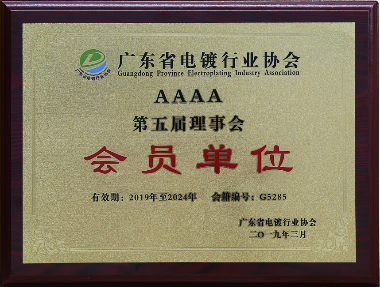 广东省电镀行业协会
Guangdong Province Electroplating Industry Association
AAAA
第五届理事会
会员单位
有效期：2019年至2024年 会籍编号：G5285
广东省电镀行业协会
二〇一九年三月